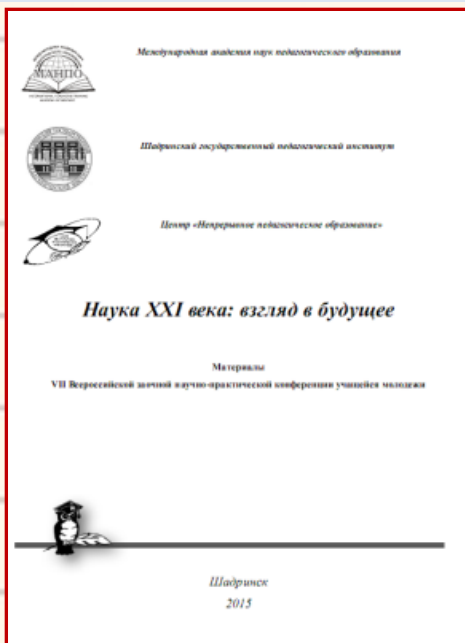 Международная академия наук педагогического образования
МАНПО
Шадринский государственный педагогический институт
Центр «Непрерывное педагогическое образование»
Наука XXI века: взгляд в будущее
Материалы
VII Всероссийской заочной научно-практической конференции учащейся молодежи
Шадринск
2015